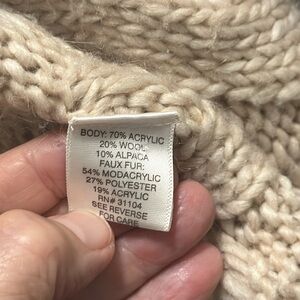 BODY: 70% ACRYLIC
20% WOOL
10% ALPACA
FAUX FUR:
54% MODACRYLIC
27% POLYESTER
19% ACRYLIC
RN# 31104
SEE REVERSE
FOR CARE